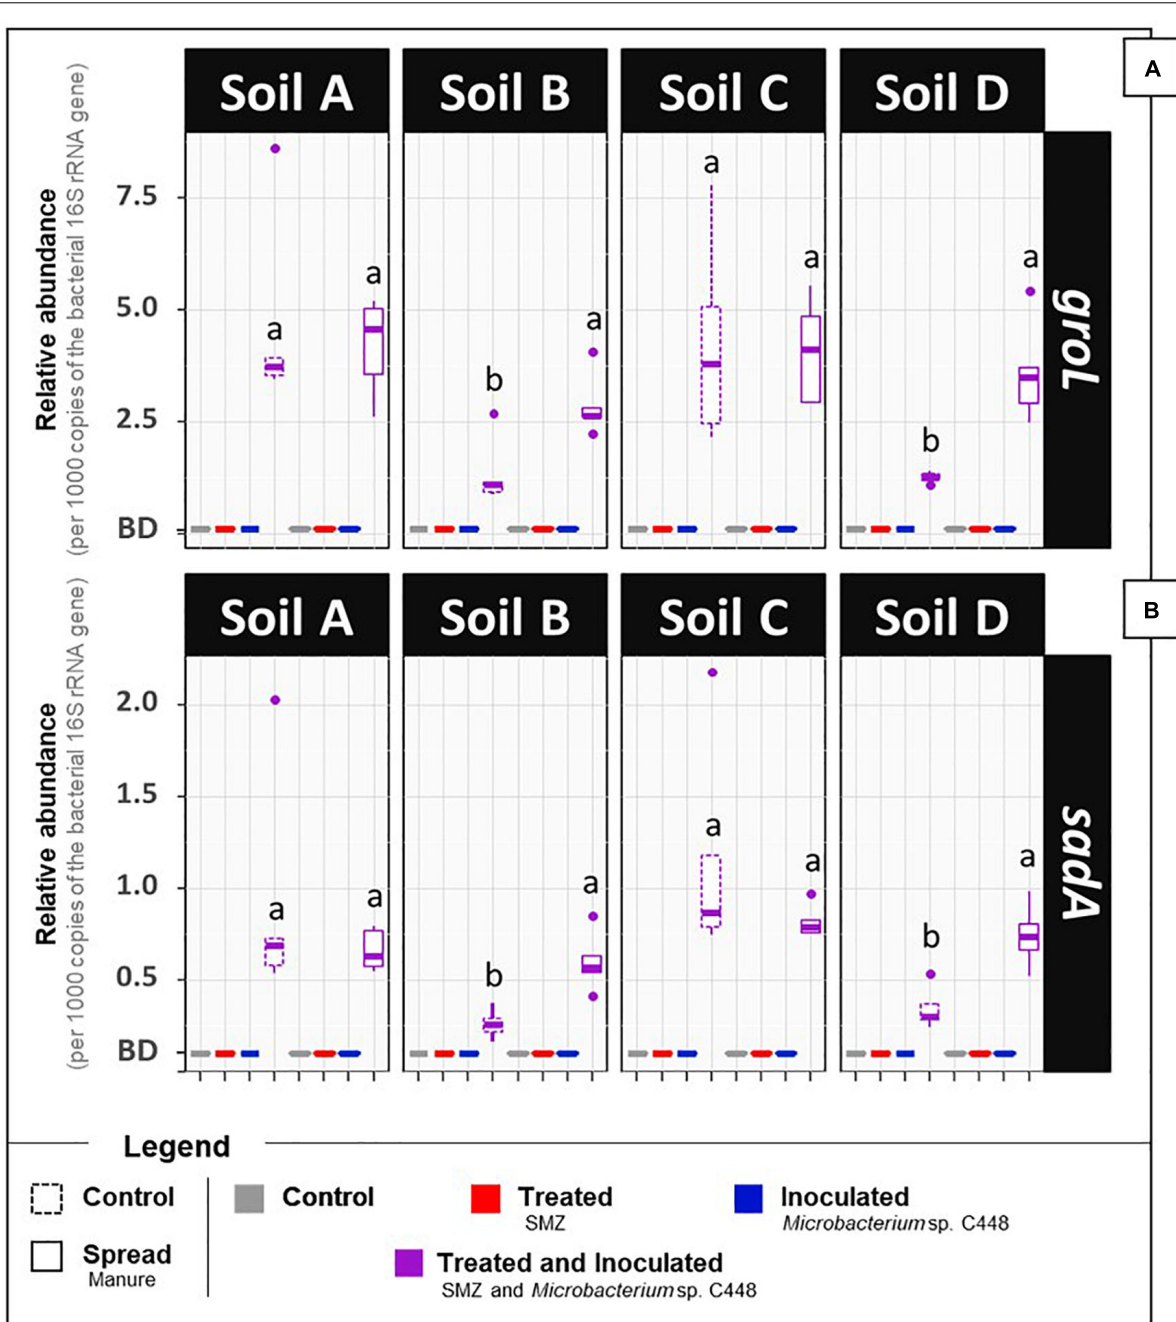 A
Soil A Soil B Soil C Soil D
Relative abundance
(per 1000 copies of the bacterial 16S rRNA gene)
7.5
5.0
2.5
BD
a a
b a
a a
b a
groL
B
Soil A Soil B Soil C Soil D
Relative abundance
(per 1000 copies of the bacterial 16S rRNA gene)
2.0
1.5
1.0
0.5
BD
a a
b a
a a
b a
sadA
Legend
Control Control Treated Inoculated
SMZ Microbacterium sp. C448
Spread Treated and Inoculated
Manure SMZ and Microbacterium sp. C448